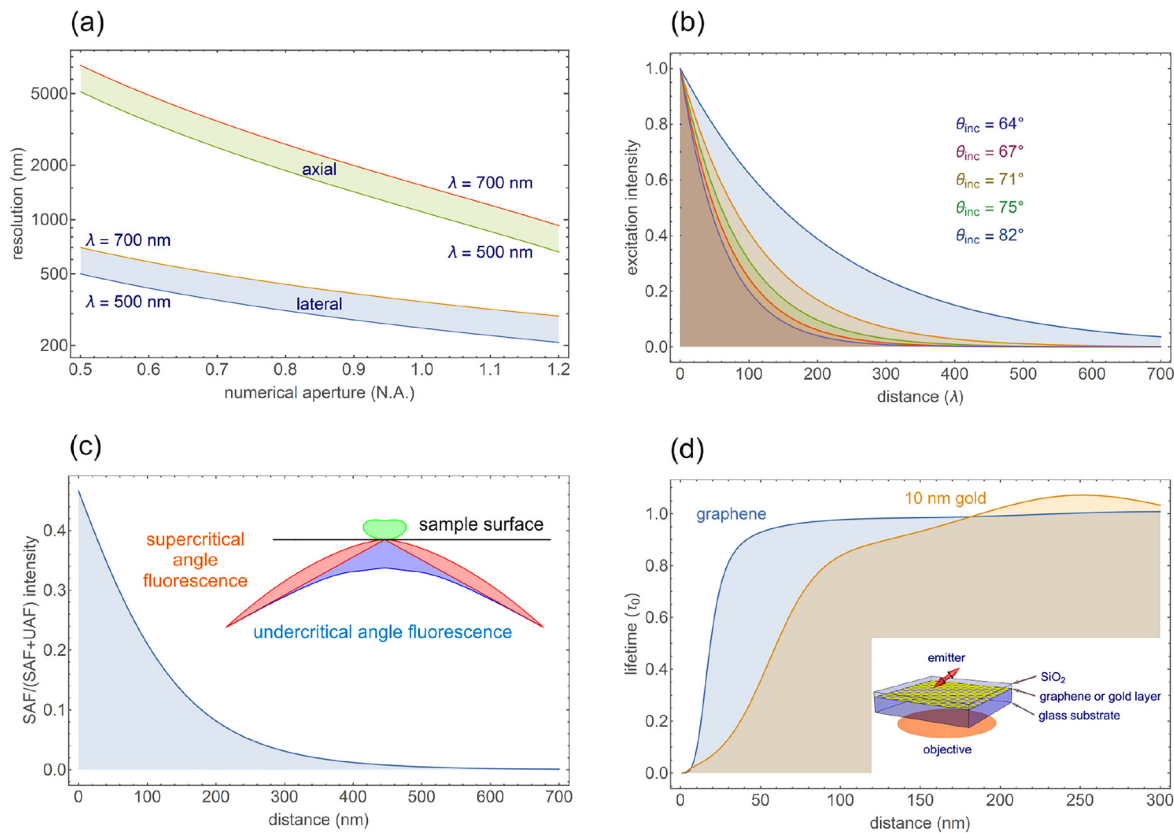 (a)
resolution (nm)
5000
2000
1000
500
200
axial
λ = 700 nm
λ = 500 nm
λ = 700 nm
λ = 500 nm
lateral
0.5 0.6 0.7 0.8 0.9 1.0 1.1 1.2
numerical aperture (N.A.)
(b)
excitation intensity
1.0
0.8
0.6
0.4
0.2
0.0
θinc = 64°
θinc = 67°
θinc = 71°
θinc = 75°
θinc = 82°
0 100 200 300 400 500 600 700
distance (λ)
(c)
SAF/(SAF+UAF) intensity
0.4
0.3
0.2
0.1
0.0
sample surface
supercritical
angle
fluorescence
undercritical angle fluorescence
0 100 200 300 400 500 600 700
distance (nm)
(d)
lifetime (τ0)
1.0
0.8
0.6
0.4
0.2
0.0
10 nm gold
graphene
emitter
SiO2
graphene or gold layer
glass substrate
objective
0 50 100 150 200 250 300
distance (nm)